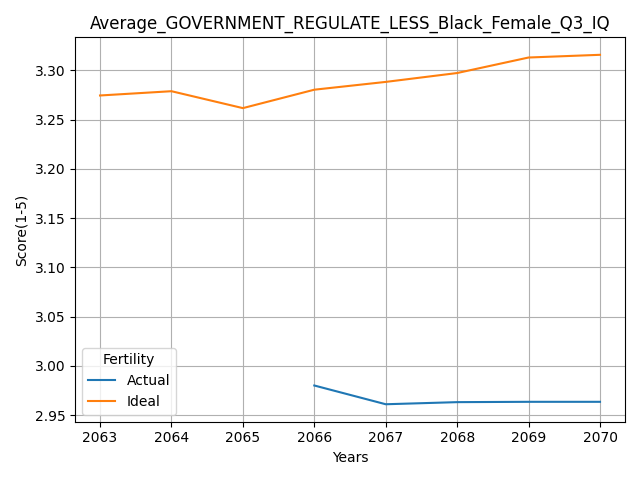 Average_GOVERNMENT_REGULATE_LESS_Black_Female_Q3_IQ
Score(1-5)
3.30
3.25
3.20
3.15
3.10
3.05
3.00
2.95
Fertility
Actual
Ideal
2063 2064 2065 2066 2067 2068 2069 2070
Years